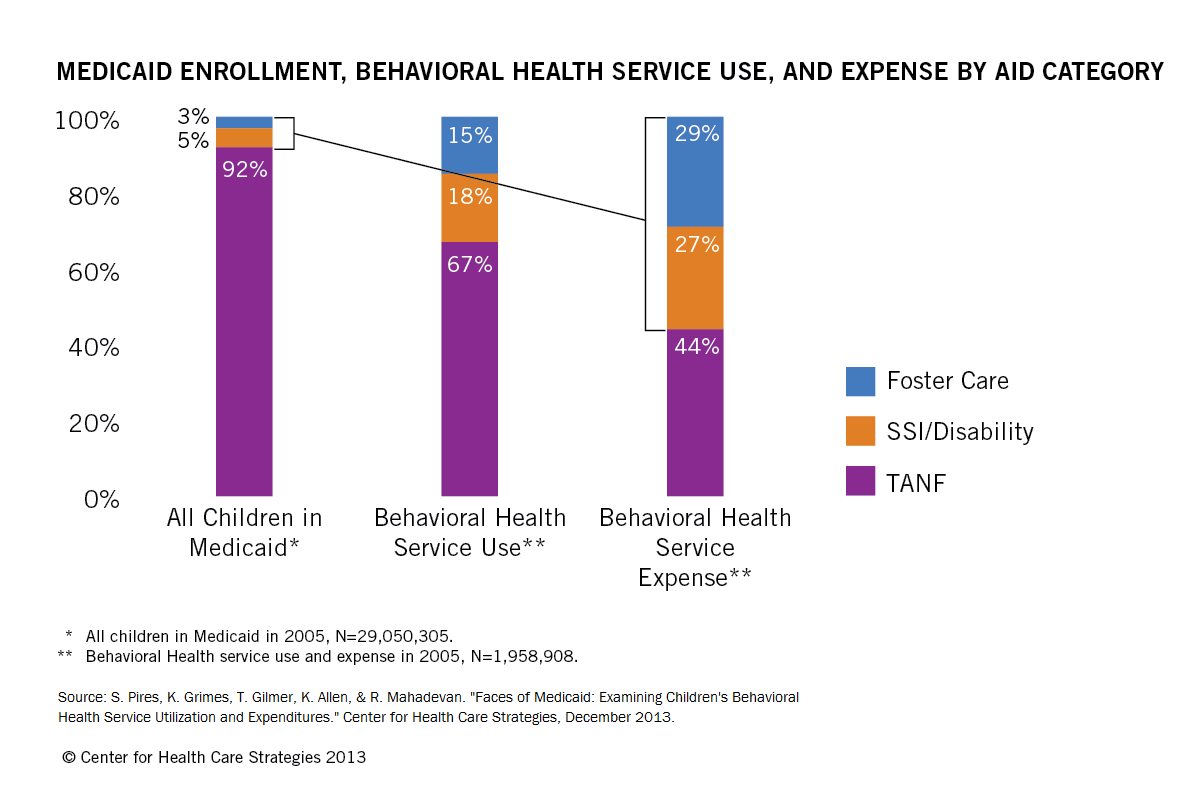 MEDICAID ENROLLMENT, BEHAVIORAL HEALTH SERVICE USE, AND EXPENSE BY AID CATEGORY
100%
80%
60%
40%
20%
0%
3%
5%
92%
15%
18%
67%
29%
27%
44%
Foster Care
SSI/Disability
TANF
All Children in
Medicaid*
Behavioral Health
Service Use**
Behavioral Health
Service
Expense**
* All children in Medicaid in 2005, N=29,050,305.
** Behavioral Health service use and expense in 2005, N=1,958,908.
Source: S. Pires, K. Grimes, T. Gilmer, K. Allen, & R. Mahadevan. "Faces of Medicaid: Examining Children's Behavioral
Health Service Utilization and Expenditures." Center for Health Care Strategies, December 2013.
© Center for Health Care Strategies 2013